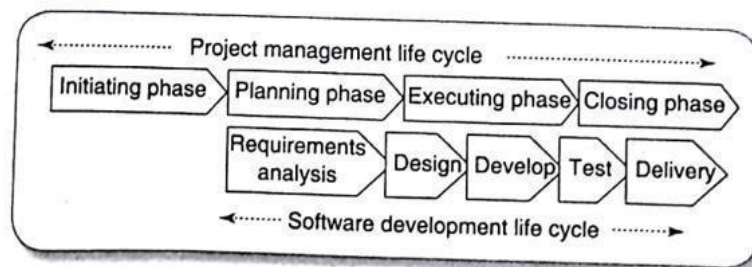 Project management life cycle
Initiating phase Planning phase Executing phase Closing phase
Requirements
analysis Design Develop Test Delivery
Software development life cycle